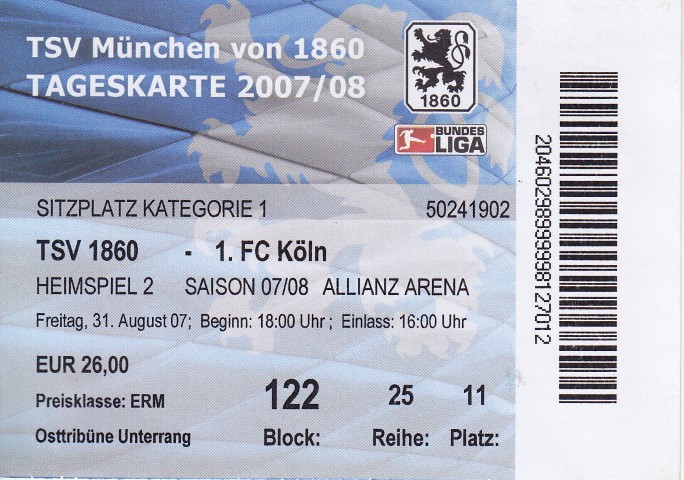 TSV München von 1860
TAGESKARTE 2007/08
1860
BUNDES
LIGA
SITZPLATZ KATEGORIE 1 50241902
TSV 1860 - 1. FC Köln
HEIMSPIEL 2 SAISON 07/08 ALLIANZ ARENA
Freitag, 31. August 07; Beginn: 18:00 Uhr ; Einlass: 16:00 Uhr
EUR 26,00
Preisklasse: ERM 122 25 11
Osttribüne Unterrang Block: Reihe: Platz:
204602989999998127012